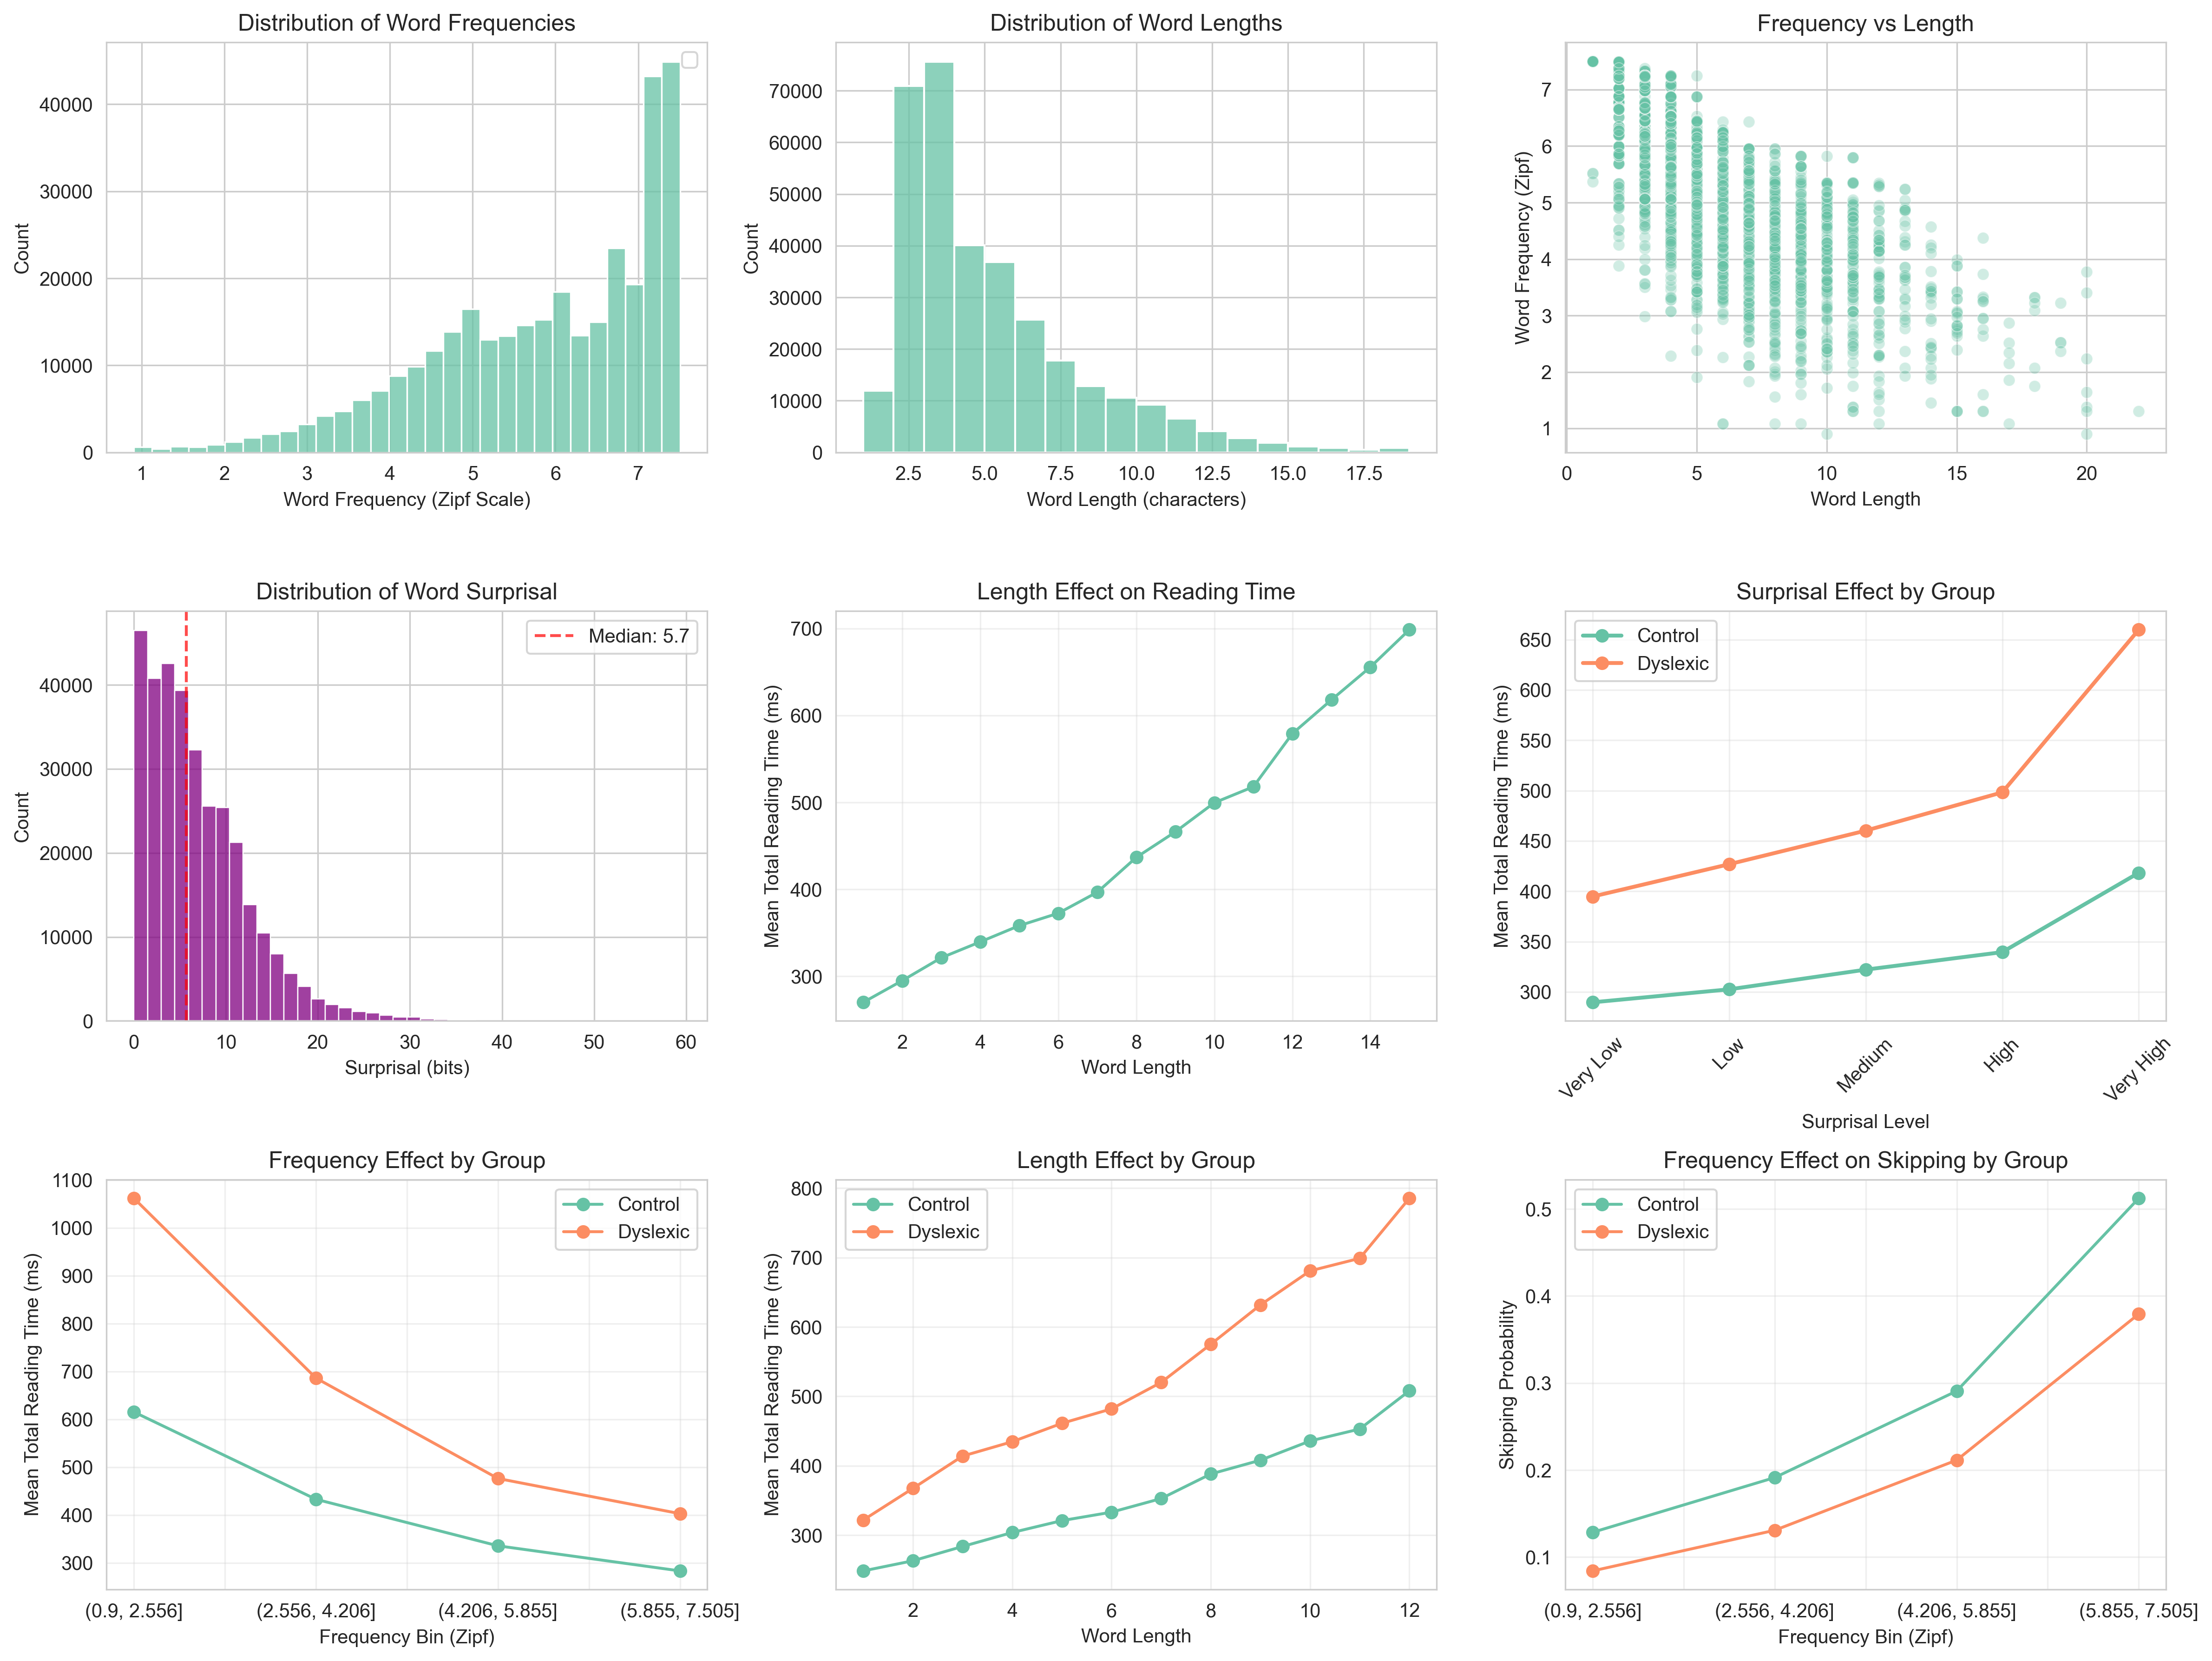 Distribution of Word Frequencies
Count
40000
30000
20000
10000
0
1 2 3 4 5 6 7
Word Frequency (Zipf Scale)
Distribution of Word Lengths
Count
70000
60000
50000
40000
30000
20000
10000
0
2.5 5.0 7.5 10.0 12.5 15.0 17.5
Word Length (characters)
Frequency vs Length
Word Frequency (Zipf)
7
6
5
4
3
2
1
0 5 10 15 20
Word Length
Distribution of Word Surprisal
Median: 5.7
Count
40000
30000
20000
10000
0
0 10 20 30 40 50 60
Surprisal (bits)
Length Effect on Reading Time
Mean Total Reading Time (ms)
700
600
500
400
300
2 4 6 8 10 12 14
Word Length
Surprisal Effect by Group
Control
Dyslexic
Mean Total Reading Time (ms)
650
600
550
500
450
400
350
300
Very Low Low Medium High Very High
Surprisal Level
Frequency Effect by Group
Control
Dyslexic
Mean Total Reading Time (ms)
1100
1000
900
800
700
600
500
400
300
(0.9, 2.556] (2.556, 4.206] (4.206, 5.855] (5.855, 7.505]
Frequency Bin (Zipf)
Length Effect by Group
Control
Dyslexic
Mean Total Reading Time (ms)
800
700
600
500
400
300
2 4 6 8 10 12
Word Length
Frequency Effect on Skipping by Group
Control
Dyslexic
Skipping Probability
0.5
0.4
0.3
0.2
0.1
(0.9, 2.556] (2.556, 4.206] (4.206, 5.855] (5.855, 7.505]
Frequency Bin (Zipf)